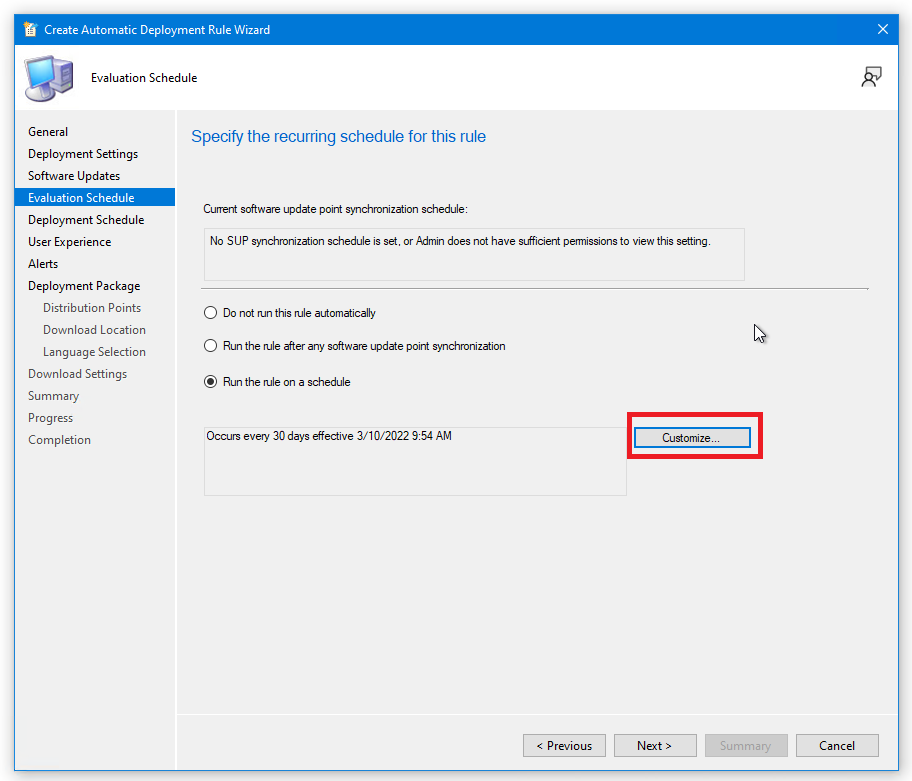 Create Automatic Deployment Rule Wizard
Evaluation Schedule
General
Deployment Settings
Software Updates
Evaluation Schedule
Deployment Schedule
User Experience
Alerts
Deployment Package
Distribution Points
Download Location
Language Selection
Download Settings
Summary
Progress
Completion
Specify the recurring schedule for this rule
Current software update point synchronization schedule:
No SUP synchronization schedule is set, or Admin does not have sufficient permissions to view this setting.
Do not run this rule automatically
Run the rule after any software update point synchronization
Run the rule on a schedule
Occurs every 30 days effective 3/10/2022 9:54 AM
Customize...
< Previous
Next >
Summary
Cancel